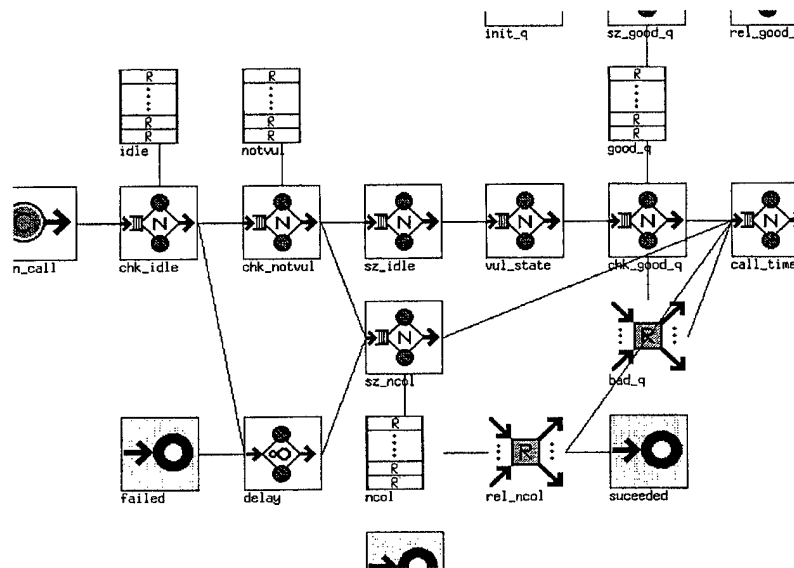 init_q sz_good_q rel_good_
R R
R
idle notvul good_q
R R R
R R R
R R R
N N N N N N
n_call chk_idle chk_notvul sz_idle vul_state chk_good_q call_time
N R
sz_ncol bad_q
R
R
R
R
failed delay ncol rel_ncol suceeded